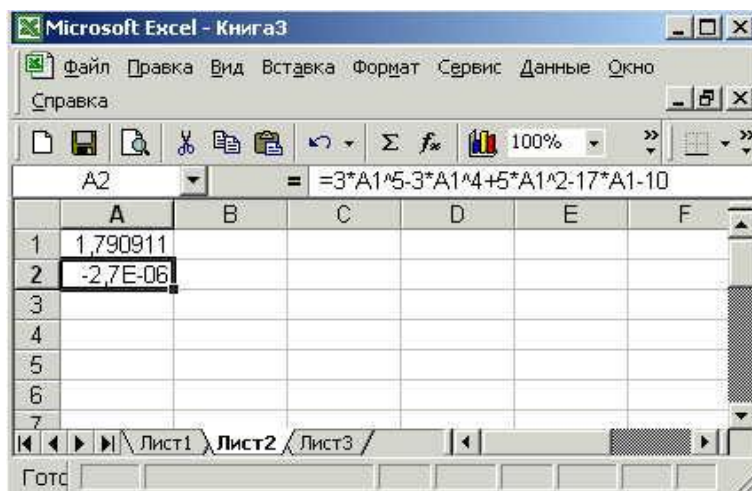 Microsoft Excel - Книга3
Файл Правка Вид Вставка Формат Сервис Данные Окно
Справка
Σ fx 100%
A2 = =3*A1^5-3*A1^4+5*A1^2-17*A1-10
A B C D E F
1 1,790911
2 -2,7E-06
3
4
5
6
7
Лист1 Лист2 Лист3
Гото